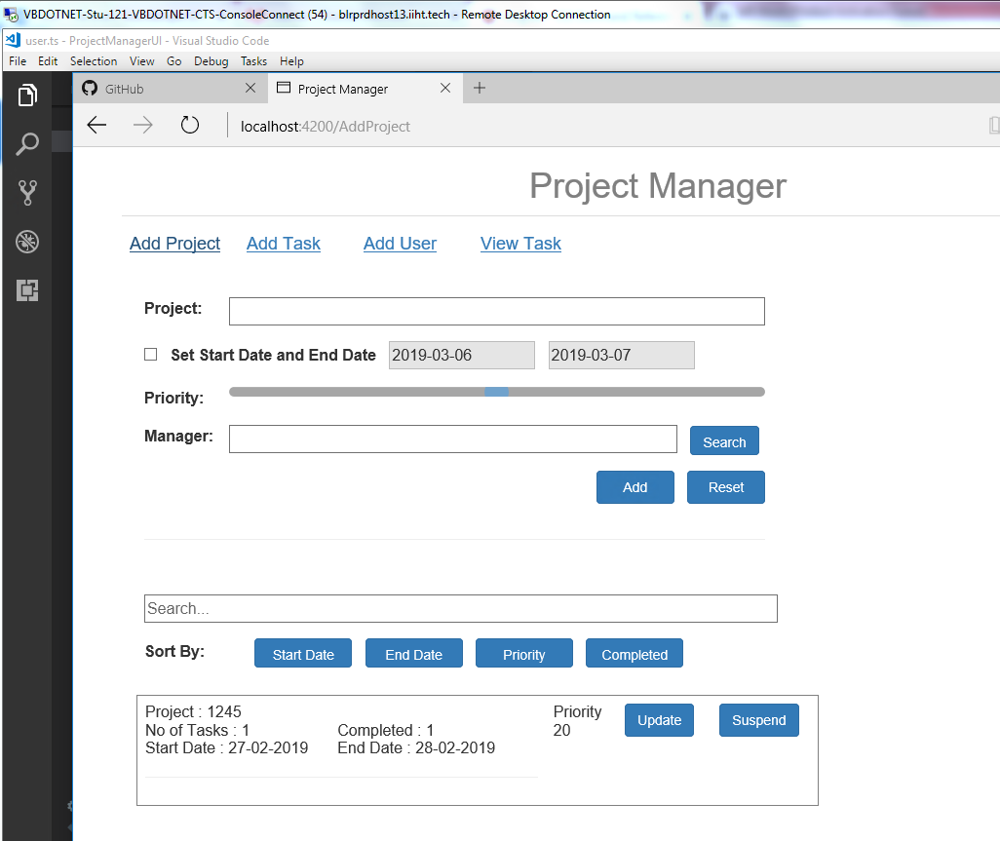 VBDOTNET-Stu-121-VBDOTNET-CTS-ConsoleConnect (54) - blrprdhost13.iiht.tech - Remote Desktop Connection
user.ts - ProjectManagerUI - Visual Studio Code
File Edit Selection View Go Debug Tasks Help
GitHub Project Manager
localhost:4200/AddProject
Project Manager
Add Project Add Task Add User View Task
Project:
Set Start Date and End Date 2019-03-06 2019-03-07
Priority:
Manager: Search
Add Reset
Search...
Sort By: Start Date End Date Priority Completed
Project : 1245 Priority Update Suspend
No of Tasks : 1 Completed : 1 20
Start Date : 27-02-2019 End Date : 28-02-2019